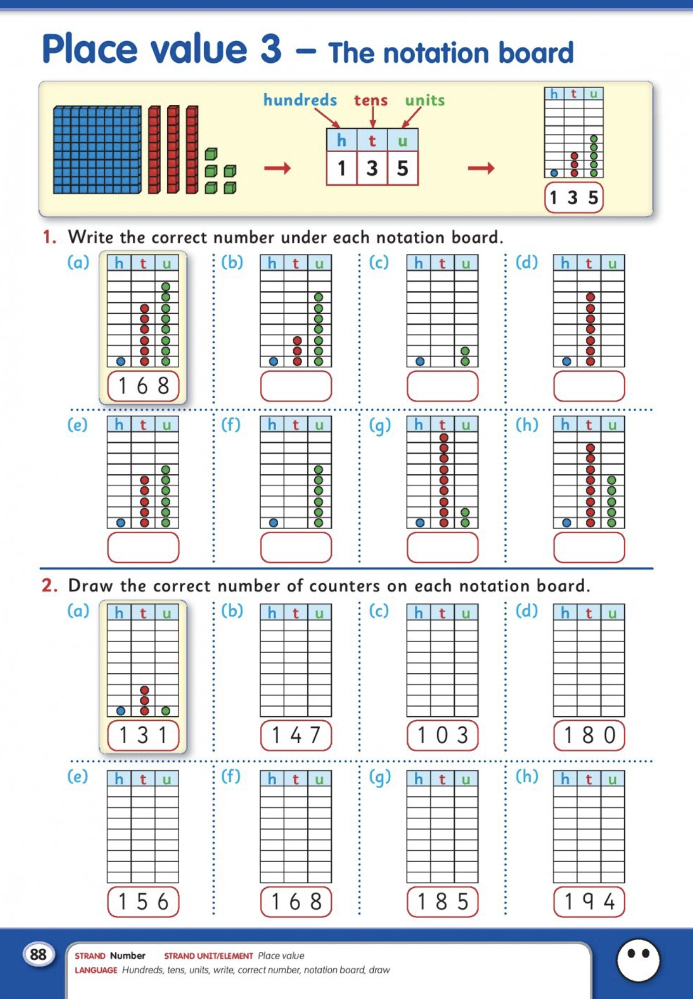 Place value 3 – The notation board
hundreds tens units
h t u
1 3 5
h t u
1 3 5
1. Write the correct number under each notation board.
(a) h t u (b) h t u (c) h t u (d) h t u
1 6 8
(e) h t u (f) h t u (g) h t u (h) h t u
2. Draw the correct number of counters on each notation board.
(a) h t u (b) h t u (c) h t u (d) h t u
1 3 1 1 4 7 1 0 3 1 8 0
(e) h t u (f) h t u (g) h t u (h) h t u
1 5 6 1 6 8 1 8 5 1 9 4
88
STRAND Number STRAND UNIT/ELEMENT Place value
LANGUAGE Hundreds, tens, units, write, correct number, notation board, draw